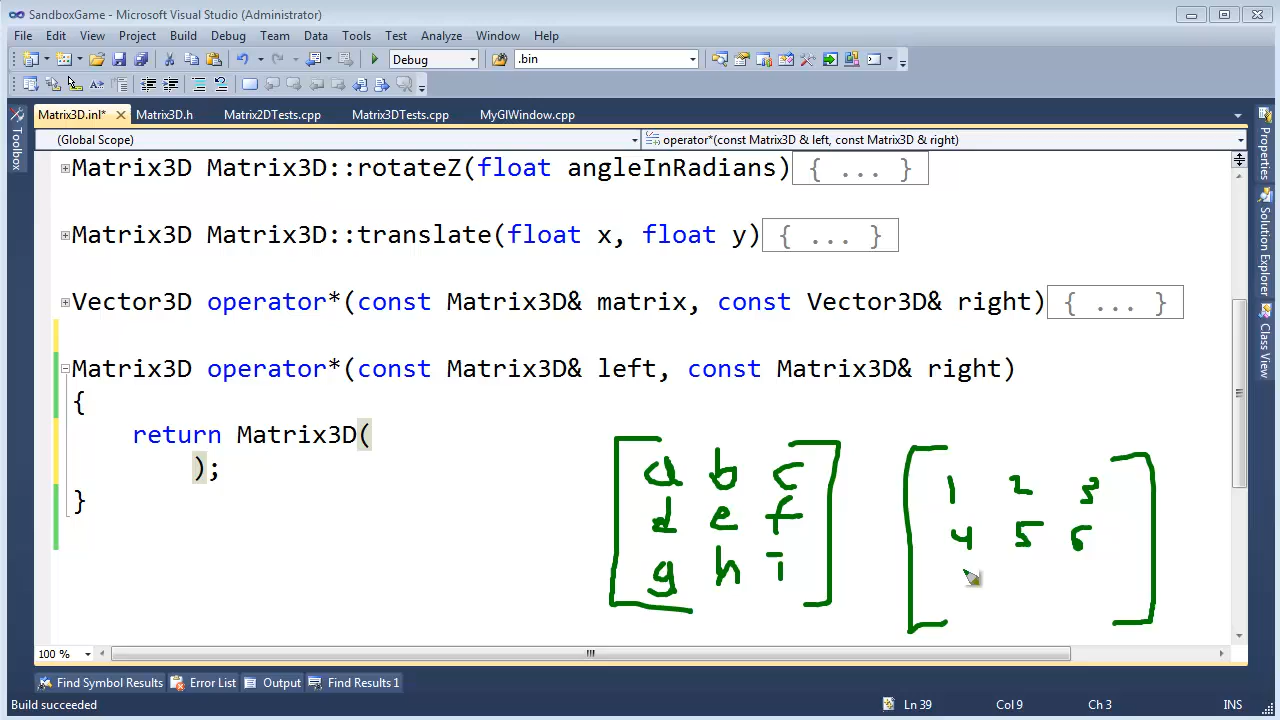 SandboxGame - Microsoft Visual Studio (Administrator)
File Edit View Project Build Debug Team Data Tools Test Analyze Window Help
Debug .bin
Matrix3D.inl* Matrix3D.h Matrix2DTests.cpp Matrix3DTests.cpp MyGlWindow.cpp
(Global Scope) operator*(const Matrix3D & left, const Matrix3D & right)
Toolbox
Properties
Solution Explorer
Class View
Matrix3D Matrix3D::rotateZ(float angleInRadians){ ... }
Matrix3D Matrix3D::translate(float x, float y){ ... }
Vector3D operator*(const Matrix3D& matrix, const Vector3D& right){ ... }
Matrix3D operator*(const Matrix3D& left, const Matrix3D& right)
{
return Matrix3D(
);
}
a b c
d e f
g h i
1 2 3
4 5 6
100 %
Find Symbol Results Error List Output Find Results 1
Build succeeded Ln 39 Col 9 Ch 3 INS